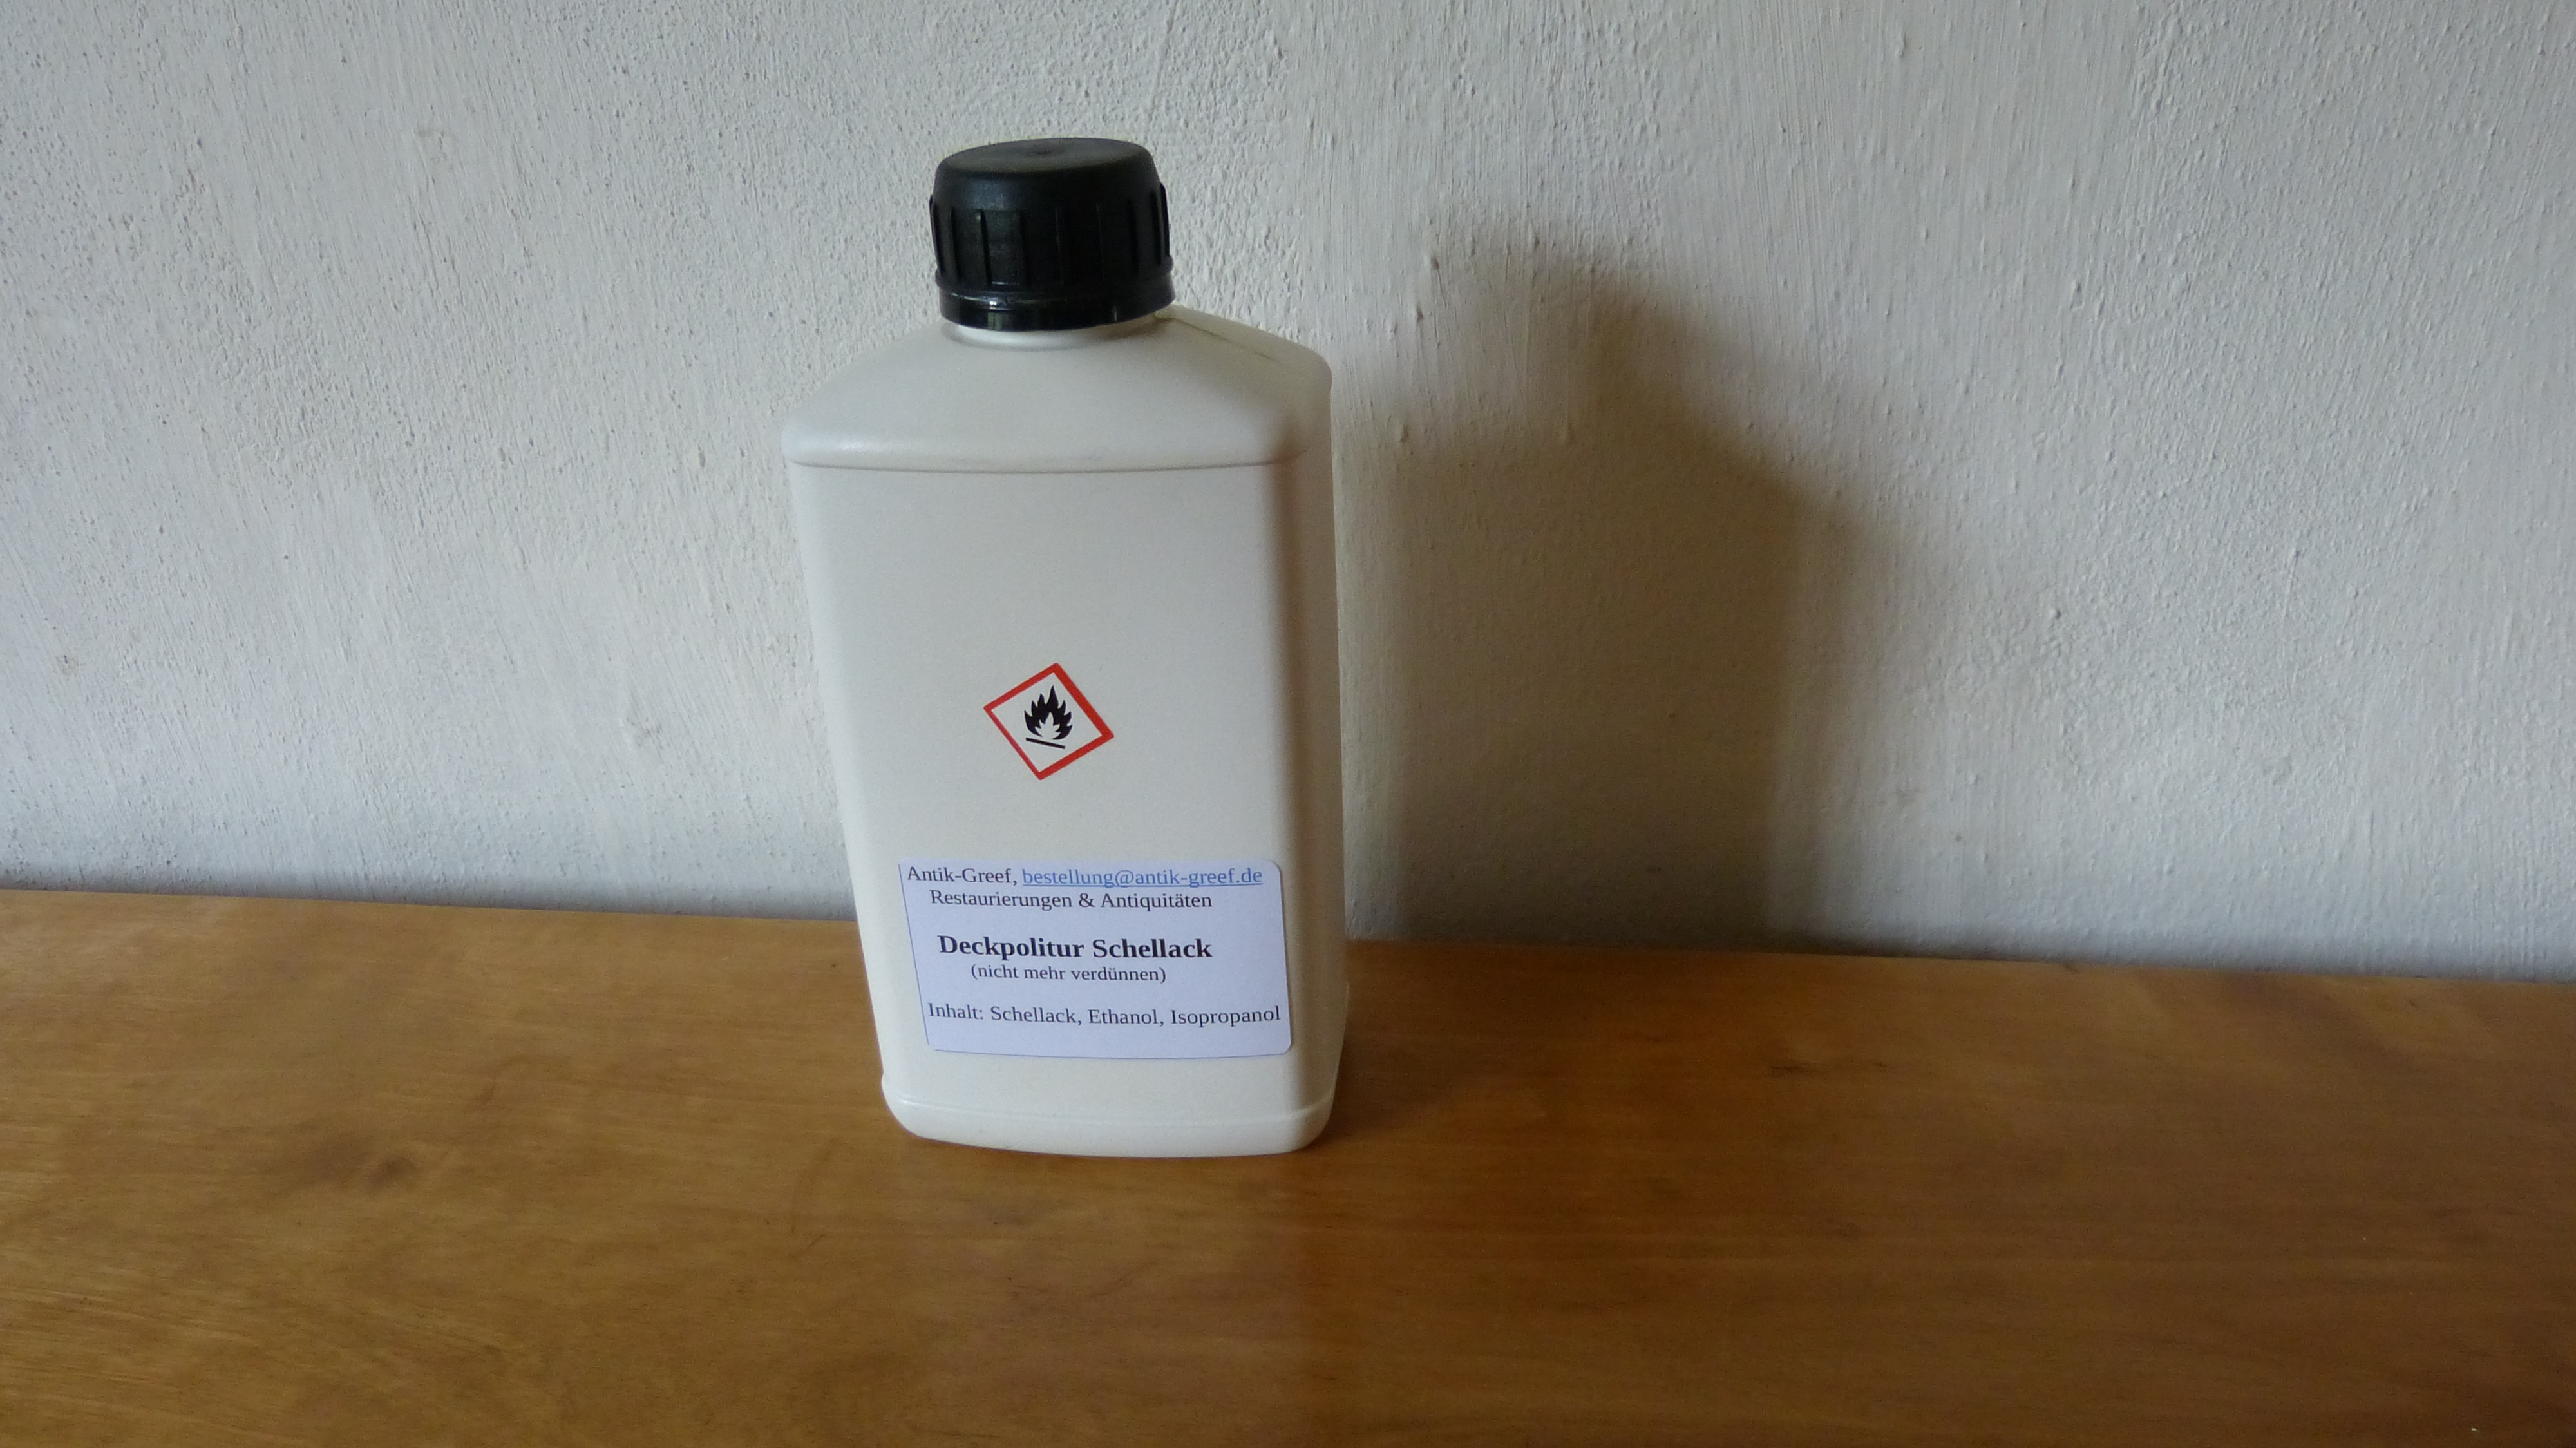 Antik-Greef, bestellung@antik-greef.de
Restaurierungen & Antiquitäten
Deckpolitur Schellack
(nicht mehr verdünnen)
Inhalt: Schellack, Ethanol, Isopropanol